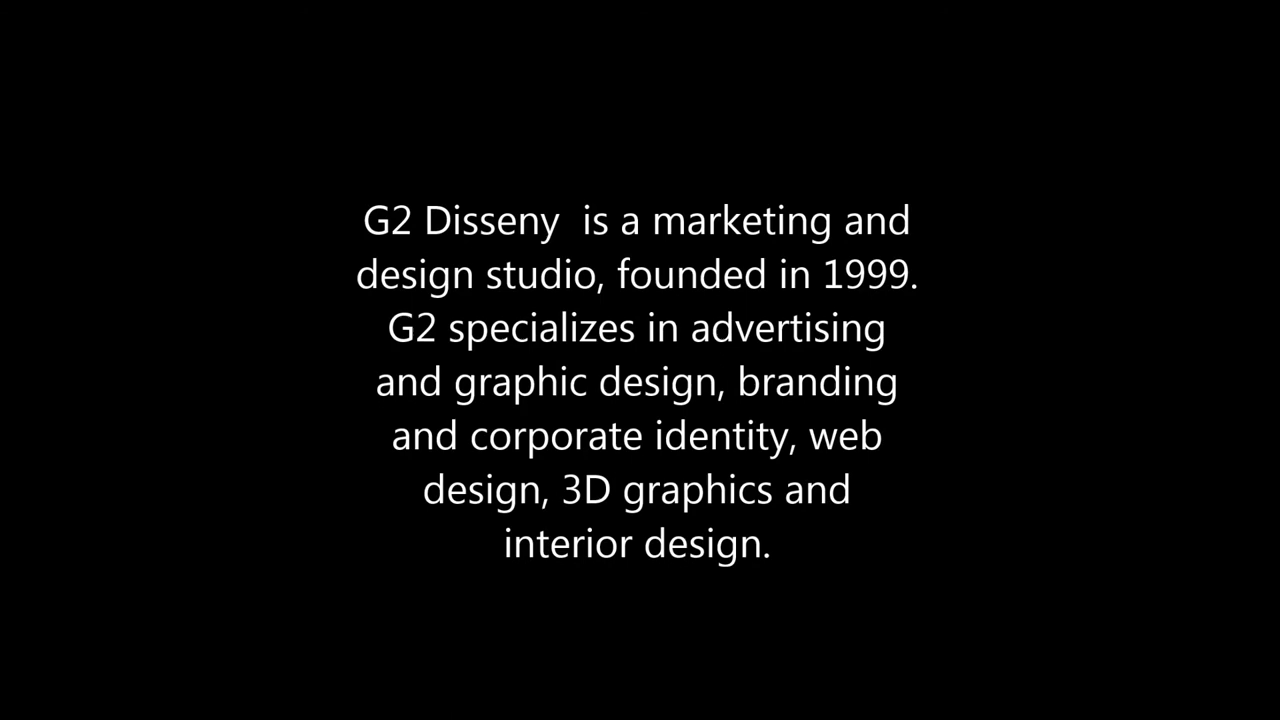 G2 Disseny  is a marketing and
design studio, founded in 1999.
G2 specializes in advertising
and graphic design, branding
and corporate identity, web
design, 3D graphics and
interior design.